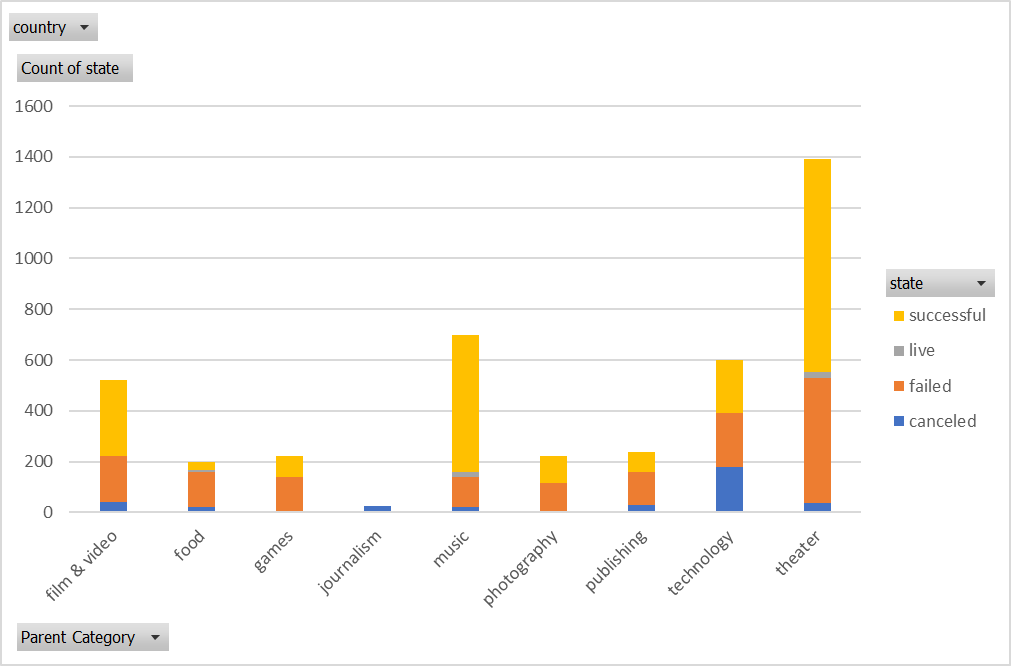 country
Count of state
1600
1400
1200
1000
800
600
400
200
0
film & video
food
games
journalism
music
photography
publishing
technology
theater
state
successful
live
failed
canceled
Parent Category